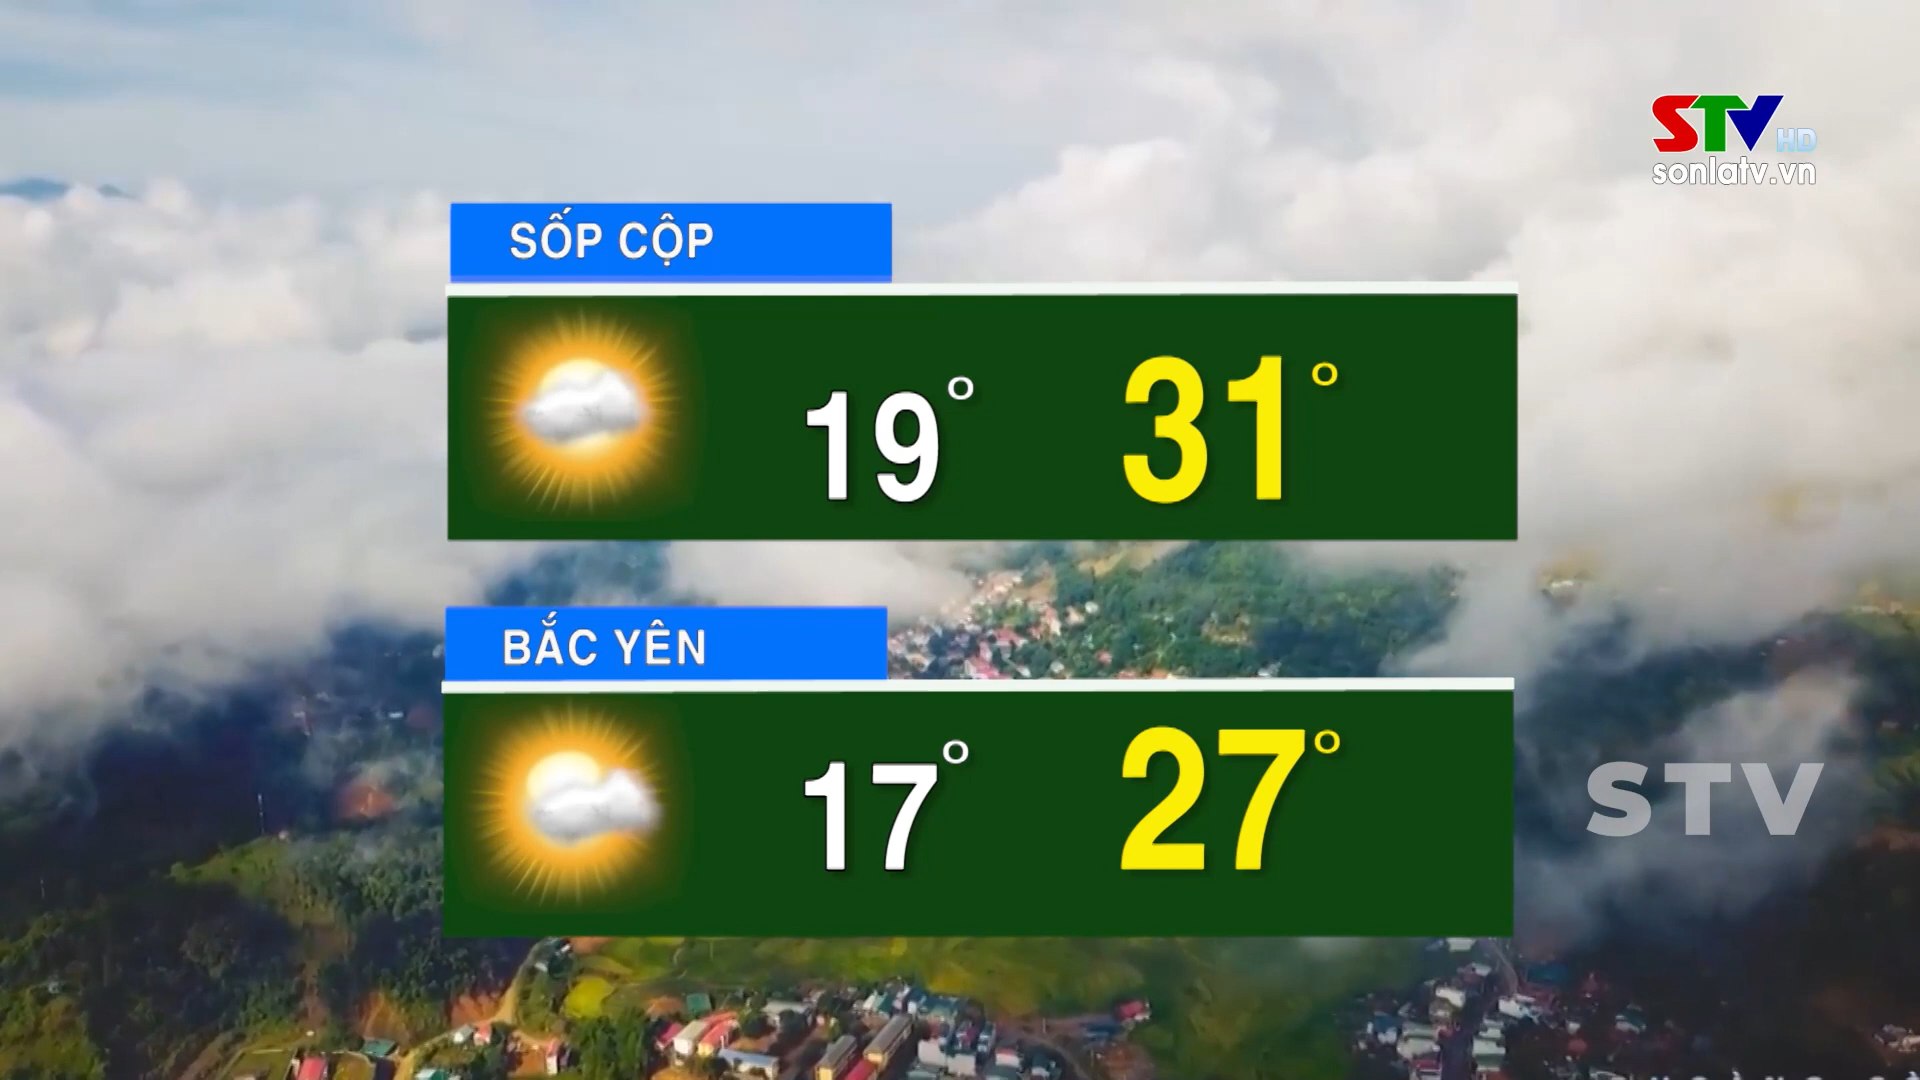 STV HD
sonlatv.vn
SỐP CỘP
19° 31°
BẮC YÊN
17° 27°
STV